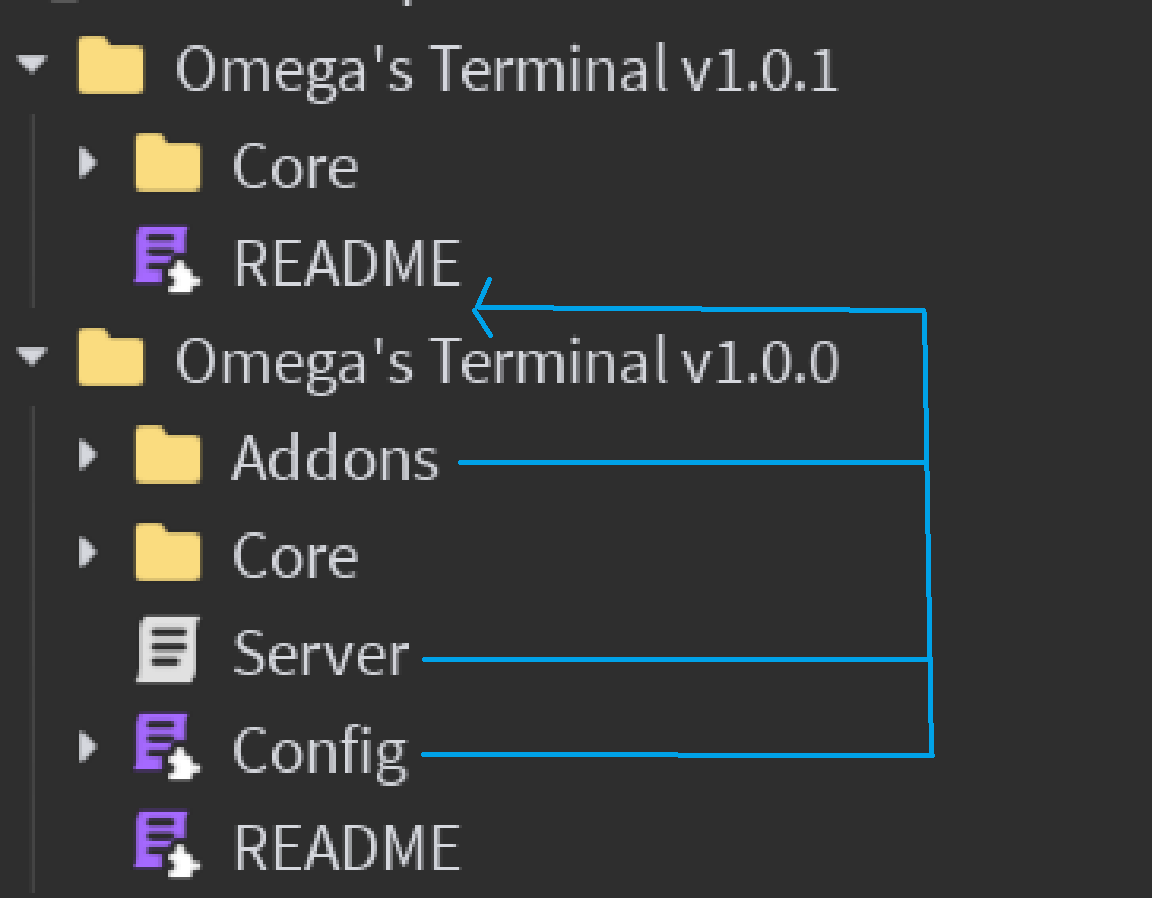 Omega's Terminal v1.0.1
Core
README
Omega's Terminal v1.0.0
Addons
Core
Server
Config
README